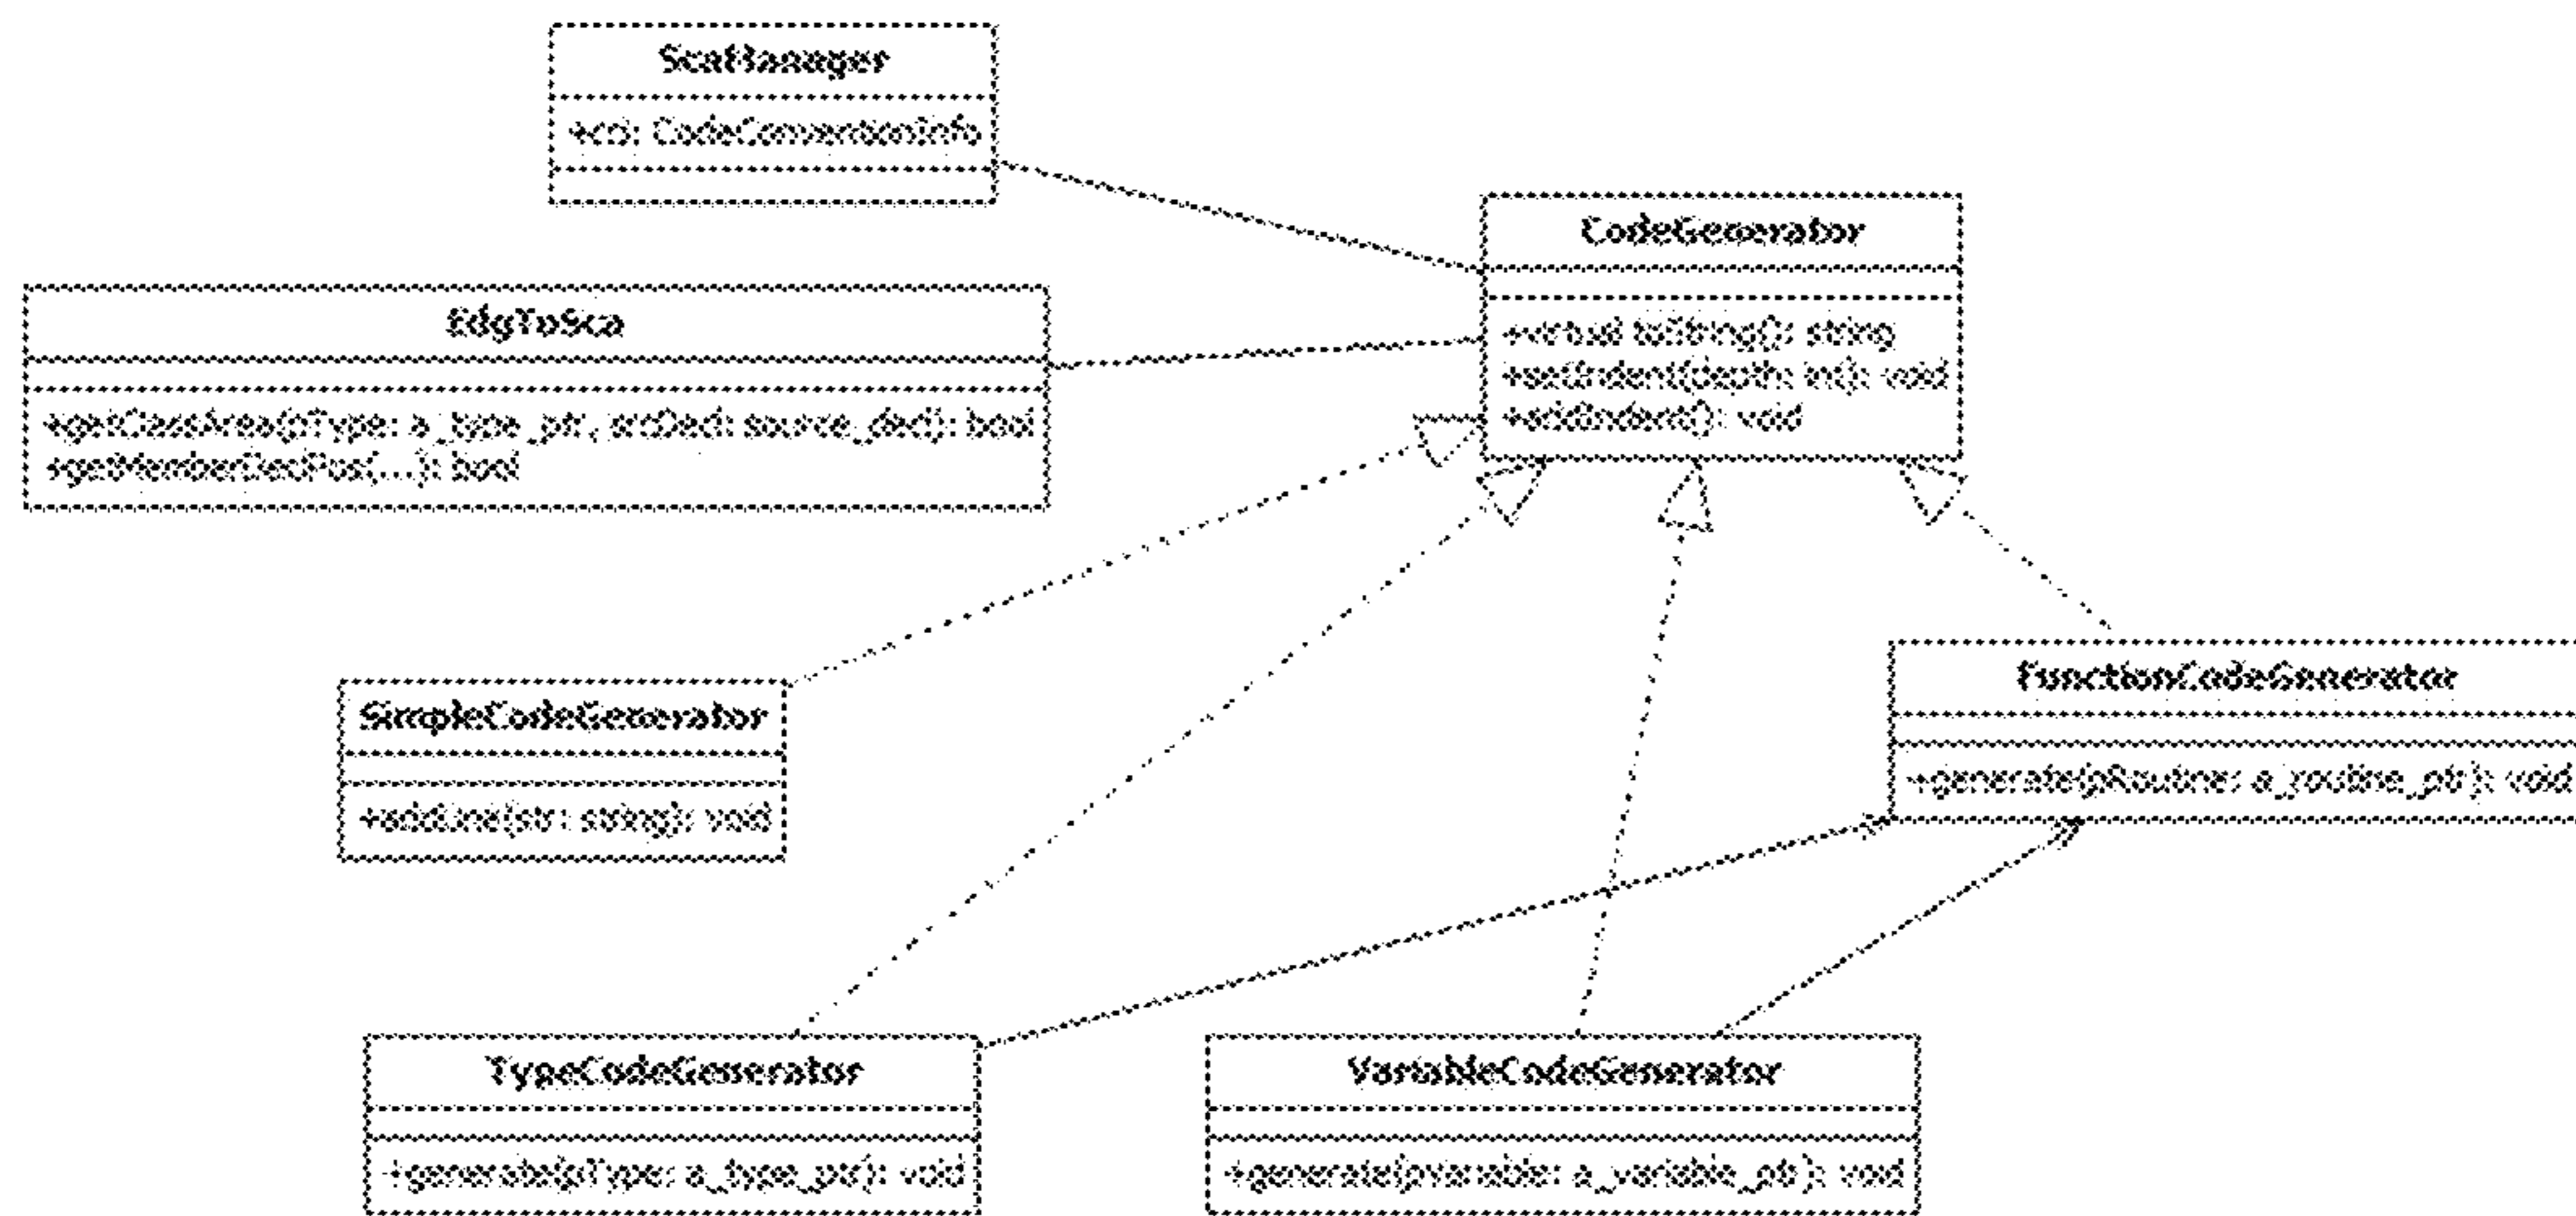 ScaManager
+cci: CodeConventionInfo
CodeGenerator
+virtual toString(): string
+setIndent(depth: int): void
+addIndent(): void
EdgToSca
+getClassArea(pType: a_type_ptr, srcDecl: source_decl): bool
+getMemberDecPos(...): bool
SimpleCodeGenerator
+addLine(str: string): void
FunctionCodeGenerator
+generate(pRoutine: a_routine_ptr): void
TypeCodeGenerator
+generate(pType: a_type_ptr): void
VariableCodeGenerator
+generate(pVariable: a_variable_ptr): void